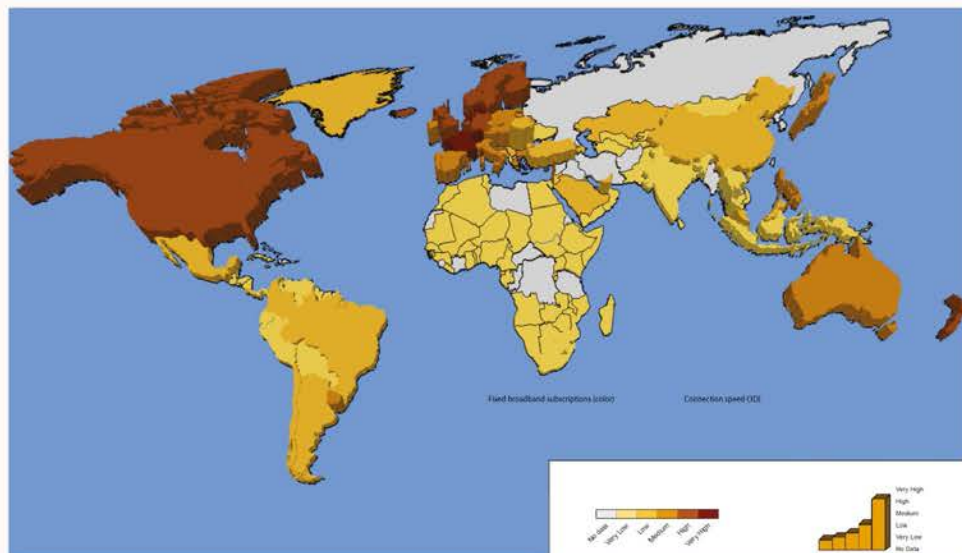 Fixed broadband subscriptions (color)
Connection speed (3D)
No data
Very Low
Low
Medium
High
Very High
Very High
High
Medium
Low
Very Low
No Data